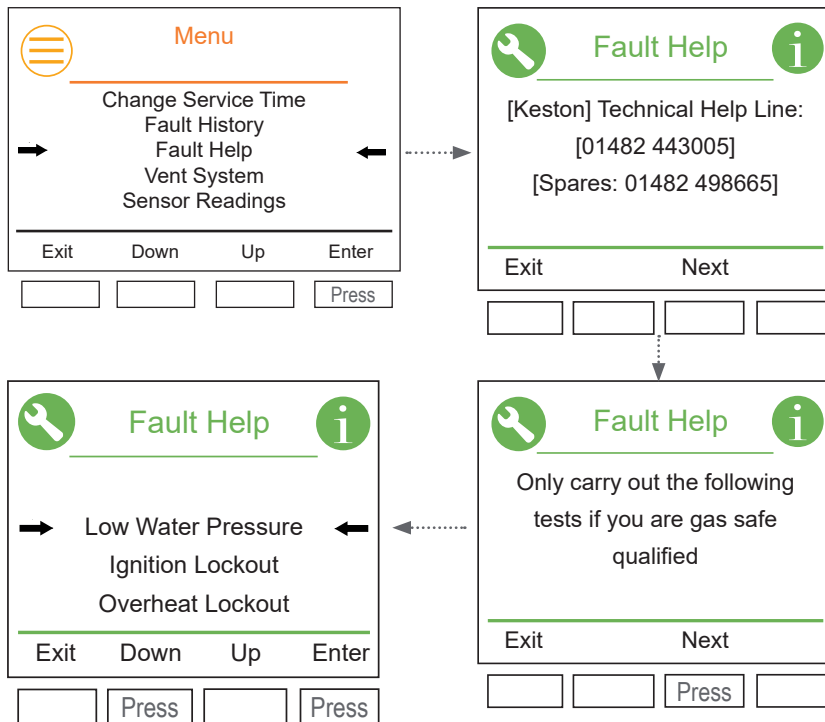 Menu
Change Service Time
Fault History
Fault Help
Vent System
Sensor Readings
Exit Down Up Enter
Press
Fault Help
i
[Keston] Technical Help Line:
[01482 443005]
[Spares: 01482 498665]
Exit Next
Fault Help
i
Only carry out the following
tests if you are gas safe
qualified
Exit Next
Press
Fault Help
i
Low Water Pressure
Ignition Lockout
Overheat Lockout
Exit Down Up Enter
Press Press